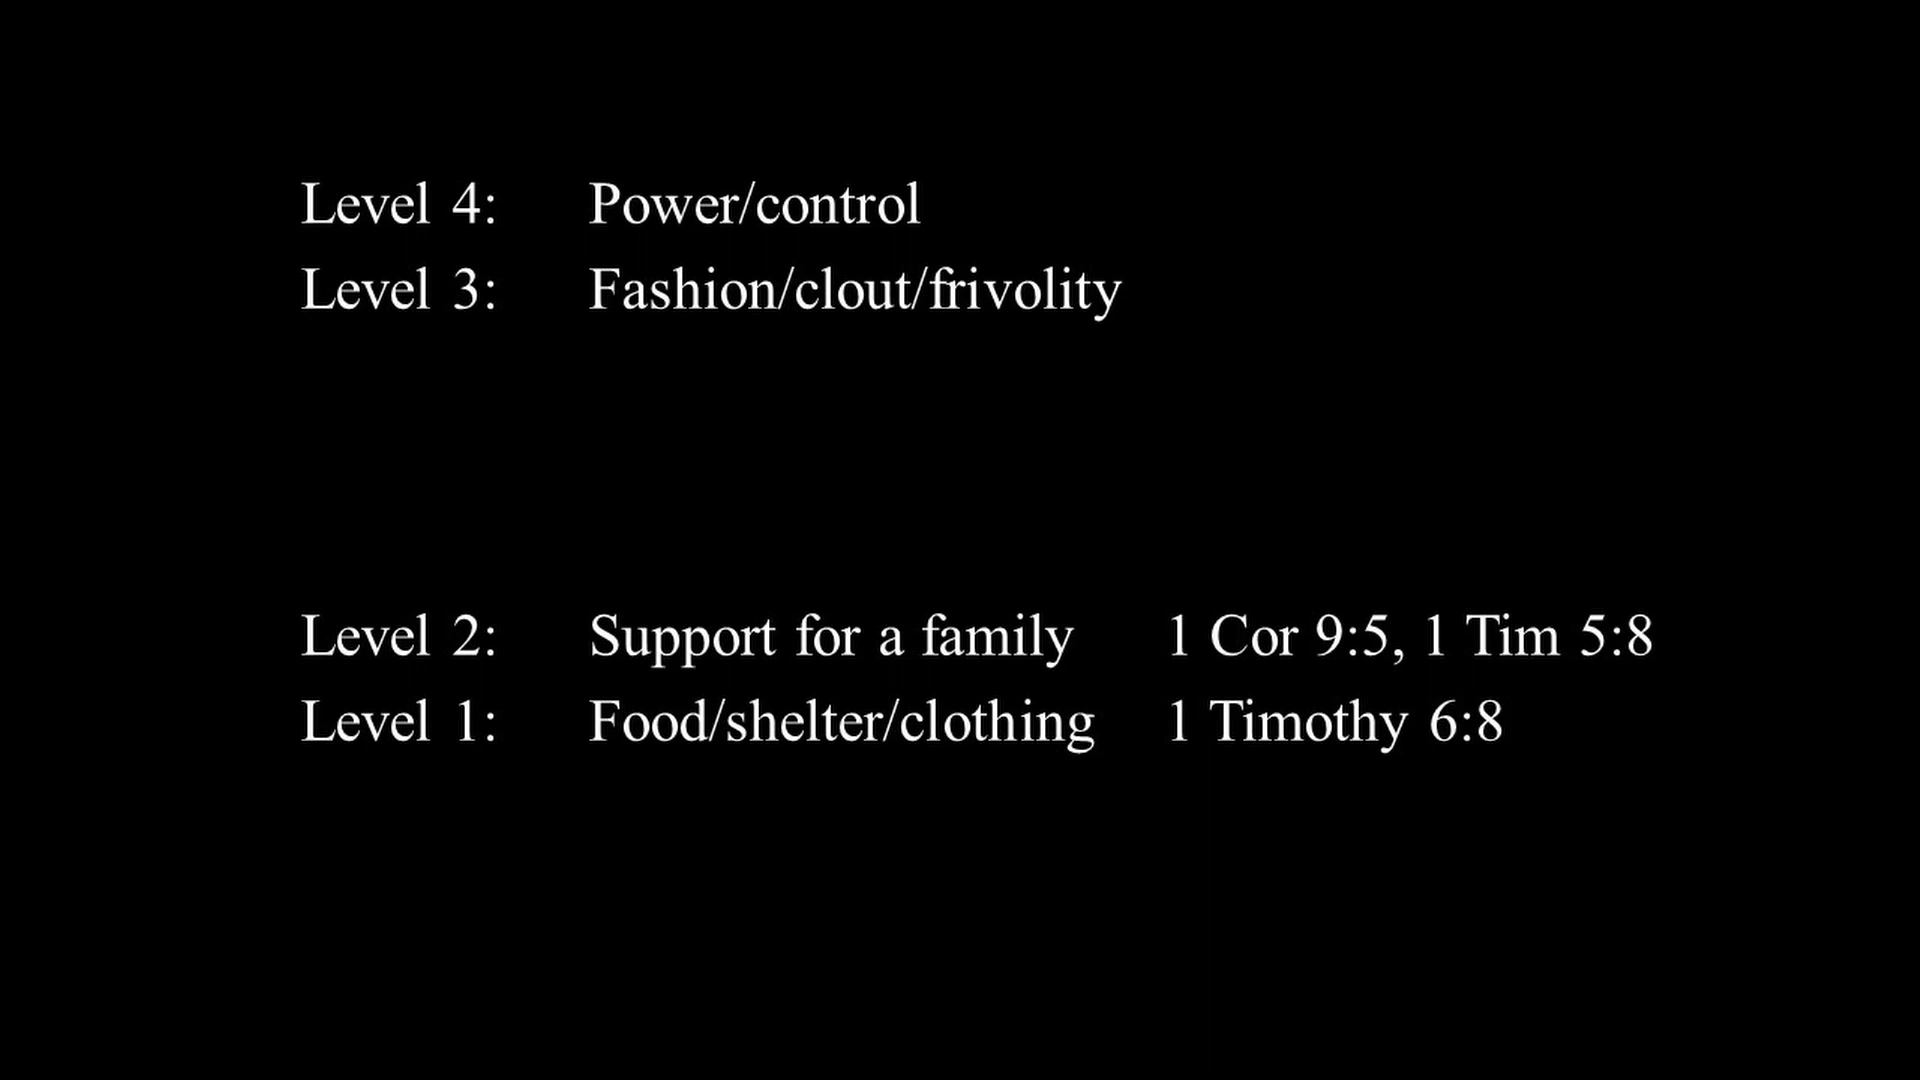 Level 4: Power/control
Level 3: Fashion/clout/frivolity
Level 2: Support for a family 1 Cor 9:5, 1 Tim 5:8
Level 1: Food/shelter/clothing 1 Timothy 6:8